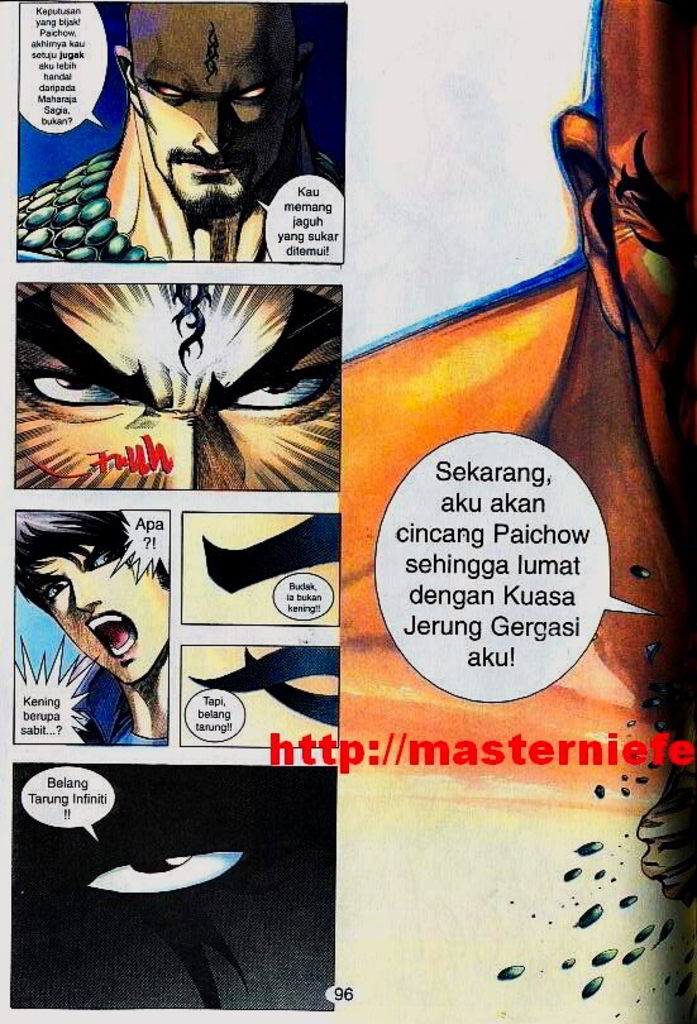 Keputusan
yang bijak!
Paichow,
akhirnya kau
setuju jugak
aku lebih
handal
daripada
Maharaja
Sagia,
bukan?
Kau
memang
jaguh
yang sukar
ditemui!
Apa
?!
Kening
berupa
sabit...?
Budak,
ia bukan
kening!!
Tapi,
belang
tarung!!
Belang
Tarung Infiniti
!!
Sekarang,
aku akan
cincang Paichow
sehingga lumat
dengan Kuasa
Jerung Gergasi
aku!
http://masterniefe
96